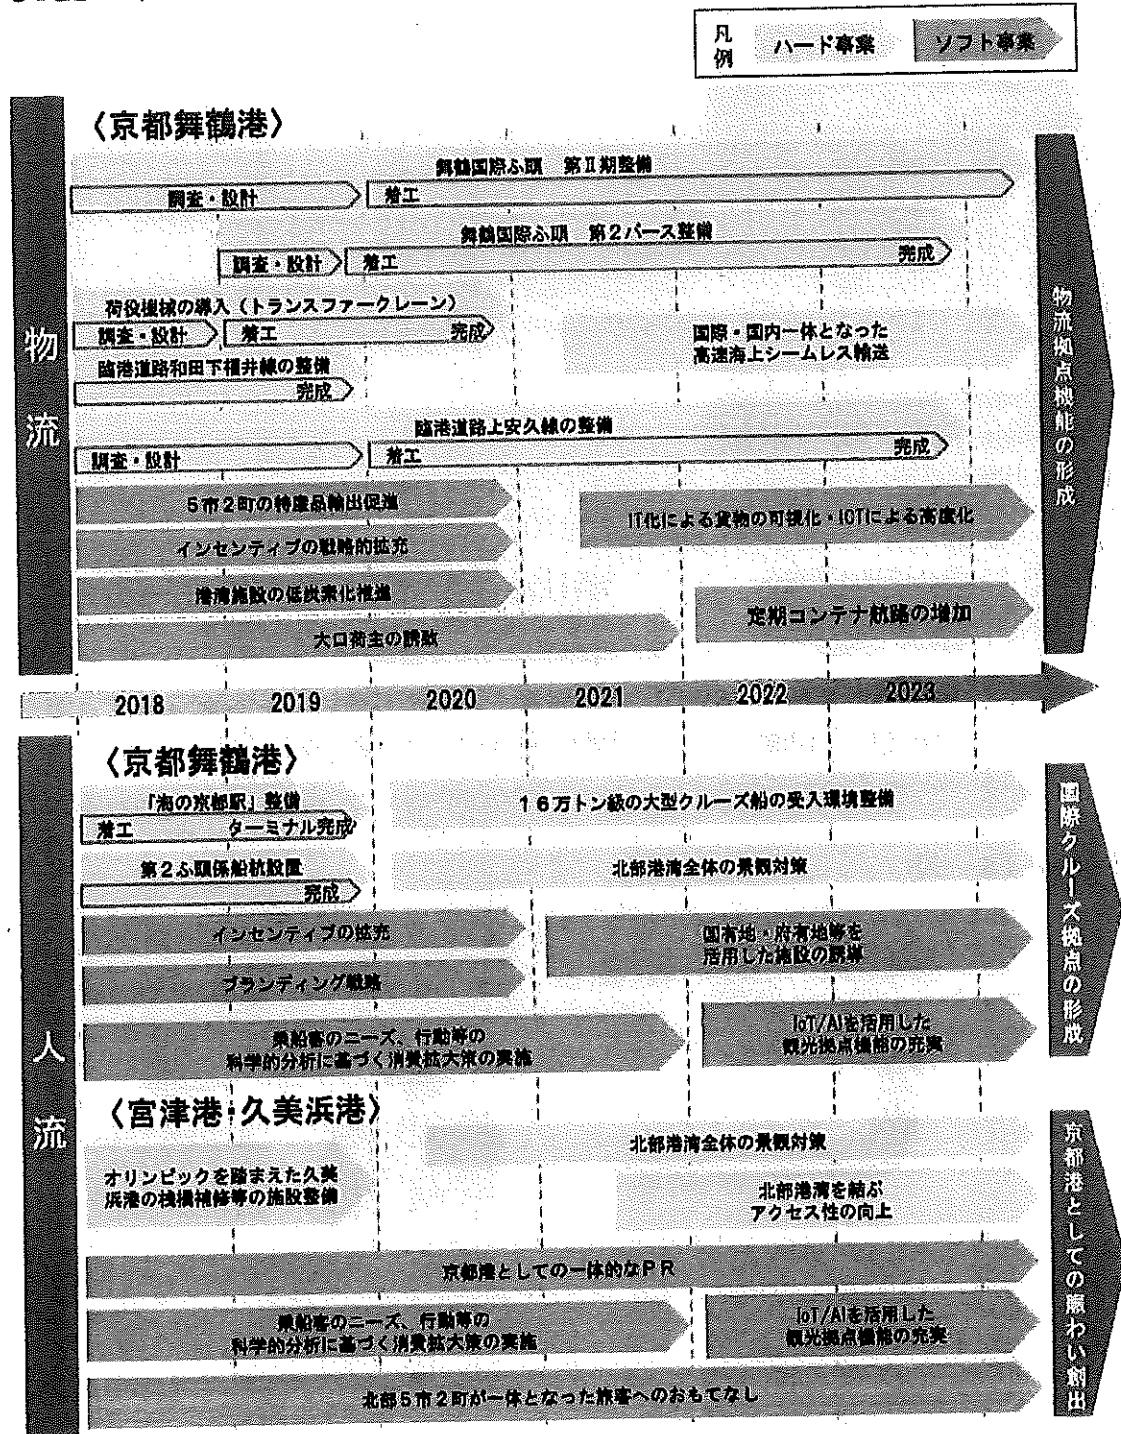 凡例
ハード事業
ソフト事業
〈京都舞鶴港〉
物流
舞鶴国際ふ頭 第Ⅱ期整備
調査・設計
着工
舞鶴国際ふ頭 第2バース整備
調査・設計
着工
完成
荷役機械の導入(トランスファークレーン)
調査・設計
着工
完成
国際・国内一体となった
高速海上シームレス輸送
臨港道路和田下福井線の整備
完成
臨港道路上安久線の整備
調査・設計
着工
完成
5市2町の特産品輸出促進
IT化による貨物の可視化・IOTによる高度化
インセンティブの戦略的拡充
港湾施設の低炭素化推進
定期コンテナ航路の増加
大口荷主の誘致
物流拠点機能の形成
2018
2019
2020
2021
2022
2023
人流
〈京都舞鶴港〉
「海の京都駅」整備
着工
ターミナル完成
16万トン級の大型クルーズ船の受入環境整備
第2ふ頭係船杭設置
完成
北部港湾全体の景観対策
インセンティブの拡充
国有地・府有地等を
活用した施設の誘導
ブランディング戦略
乗船客のニーズ、行動等の
科学的分析に基づく消費拡大策の実施
IoT/AIを活用した
観光拠点機能の充実
国際クルーズ拠点の形成
〈宮津港・久美浜港〉
北部港湾全体の景観対策
オリンピックを踏まえた久美
浜港の桟橋補修等の施設整備
北部港湾を結ぶ
アクセス性の向上
京都港としての一体的なPR
乗船客のニーズ、行動等の
科学的分析に基づく消費拡大策の実施
IoT/AIを活用した
観光拠点機能の充実
北部5市2町が一体となった旅客へのおもてなし
京都港としての賑わい創出